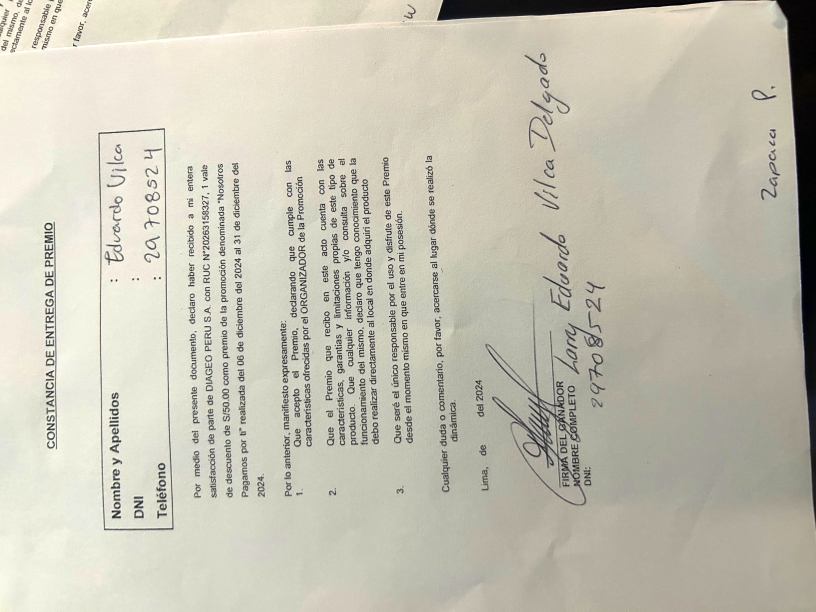 CONSTANCIA DE ENTREGA DE PREMIO
Nombre y Apellidos : Eduardo Vilca
DNI :
Teléfono : 29708524
Por medio del presente documento, declaro haber recibido a mi entera
satisfacción de parte de DIAGEO PERU S.A. con RUC N°20263158327, 1 vale
de descuento de S/50.00 como premio de la promoción denominada "Nosotros
Pagamos por ti" realizada del 06 de diciembre del 2024 al 31 de diciembre del
2024.
Por lo anterior, manifiesto expresamente:
1. Que acepto el Premio, declarando que cumple con las
características ofrecidas por el ORGANIZADOR de la Promoción
2. Que el Premio que recibo en este acto cuenta con las
características, garantías y limitaciones propias de este tipo de
producto. Que cualquier información y/o consulta sobre el
funcionamiento del mismo, declaro que tengo conocimiento que la
debo realizar directamente al local en donde adquirí el producto
3. Que seré el único responsable por el uso y disfrute de este Premio
desde el momento mismo en que entre en mi posesión.
Cualquier duda o comentario, por favor, acercarse al lugar dónde se realizó la
dinámica.
Lima, de del 2024
FIRMA DEL GANADOR
NOMBRE COMPLETO Larry Eduardo Vilca Delgado
DNI: 29708524
Zapaca P.